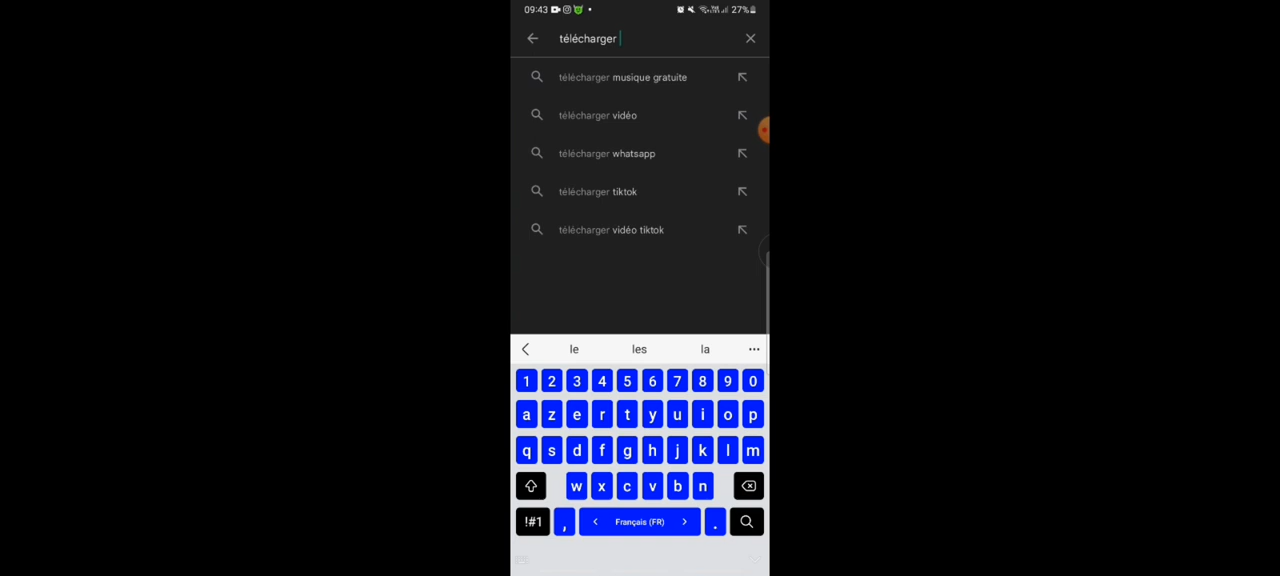 09:43 27%
télécharger
télécharger musique gratuite
télécharger vidéo
télécharger whatsapp
télécharger tiktok
télécharger vidéo tiktok
le les la
1 2 3 4 5 6 7 8 9 0
a z e r t y u i o p
q s d f g h j k l m
w x c v b n
!#1 , Français (FR) .